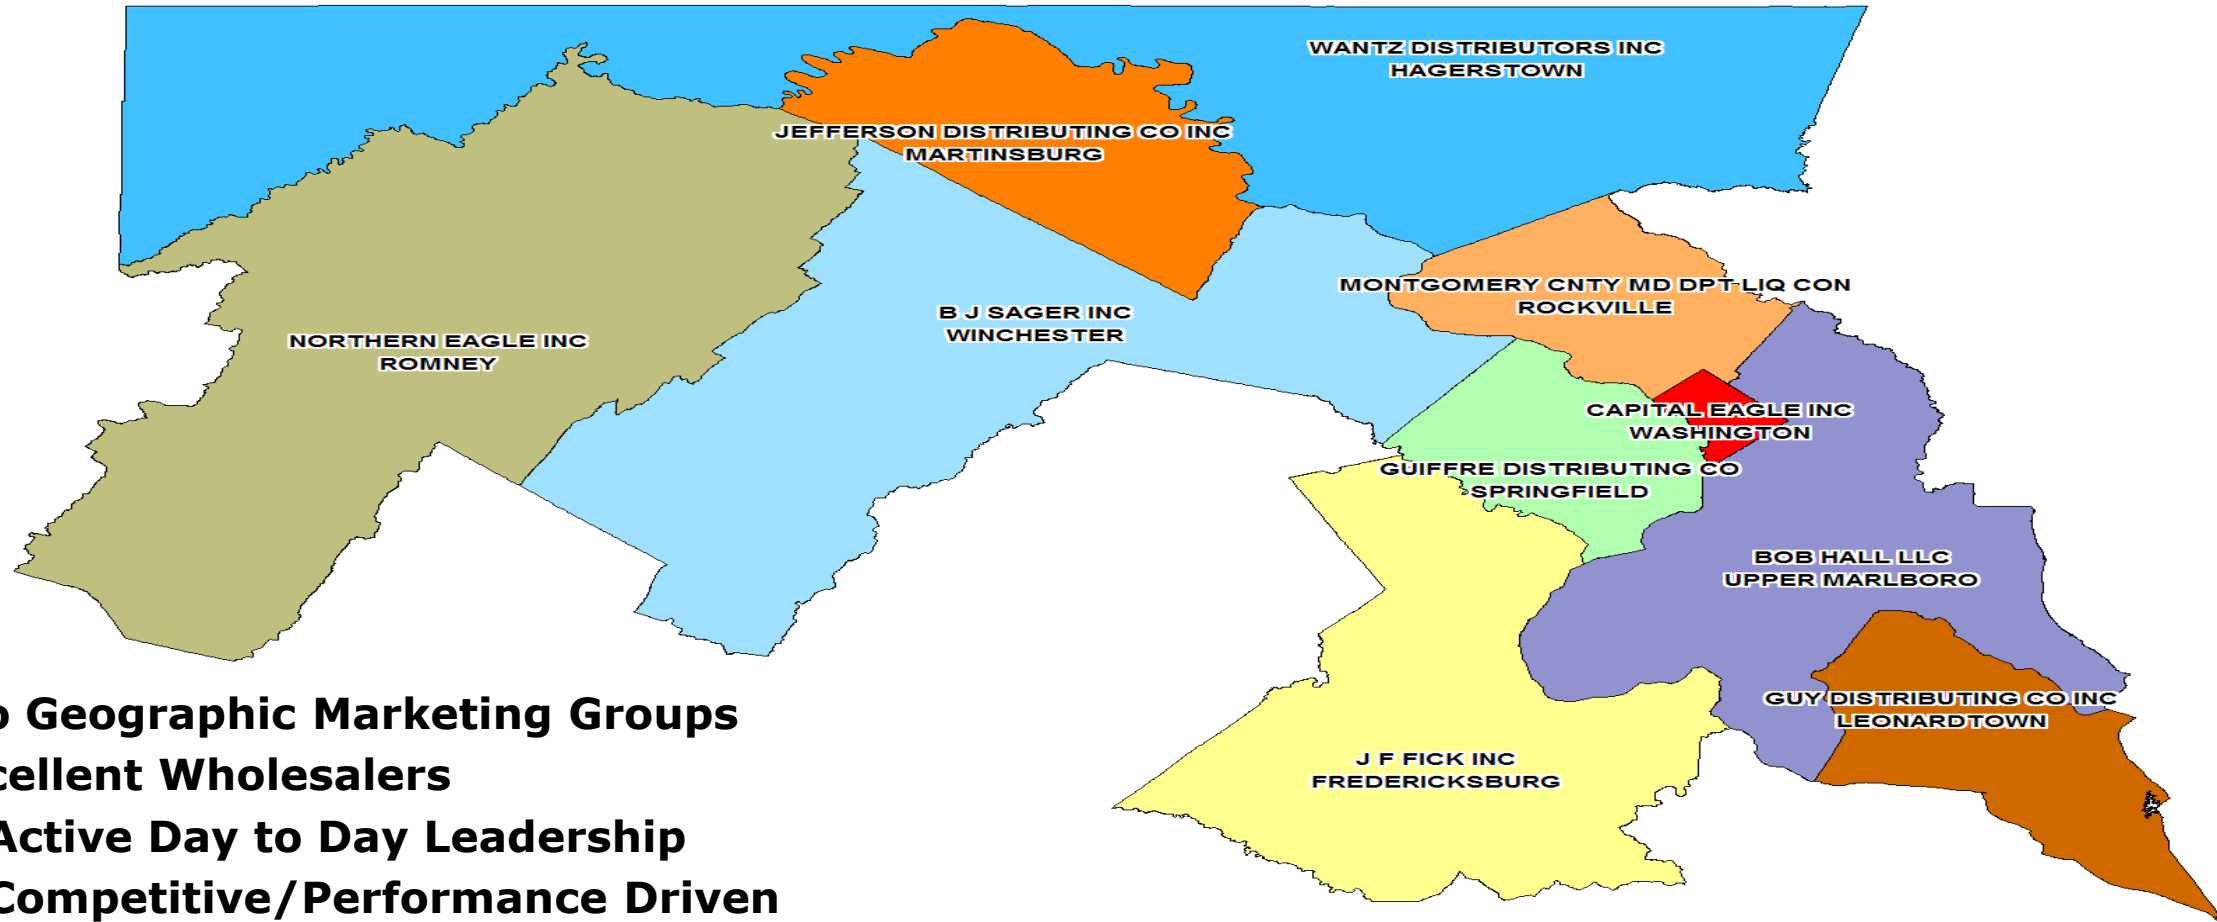 WANTZ DISTRIBUTORS INC
HAGERSTOWN
JEFFERSON DISTRIBUTING CO INC
MARTINSBURG
MONTGOMERY CNTY MD DPT LIQ CON
ROCKVILLE
B J SAGER INC
WINCHESTER
NORTHERN EAGLE INC
ROMNEY
CAPITAL EAGLE INC
WASHINGTON
GUIFFRE DISTRIBUTING CO
SPRINGFIELD
BOB HALL LLC
UPPER MARLBORO
GUY DISTRIBUTING CO INC
LEONARDTOWN
J F FICK INC
FREDERICKSBURG
o Geographic Marketing Groups
cellent Wholesalers
Active Day to Day Leadership
Competitive/Performance Driven